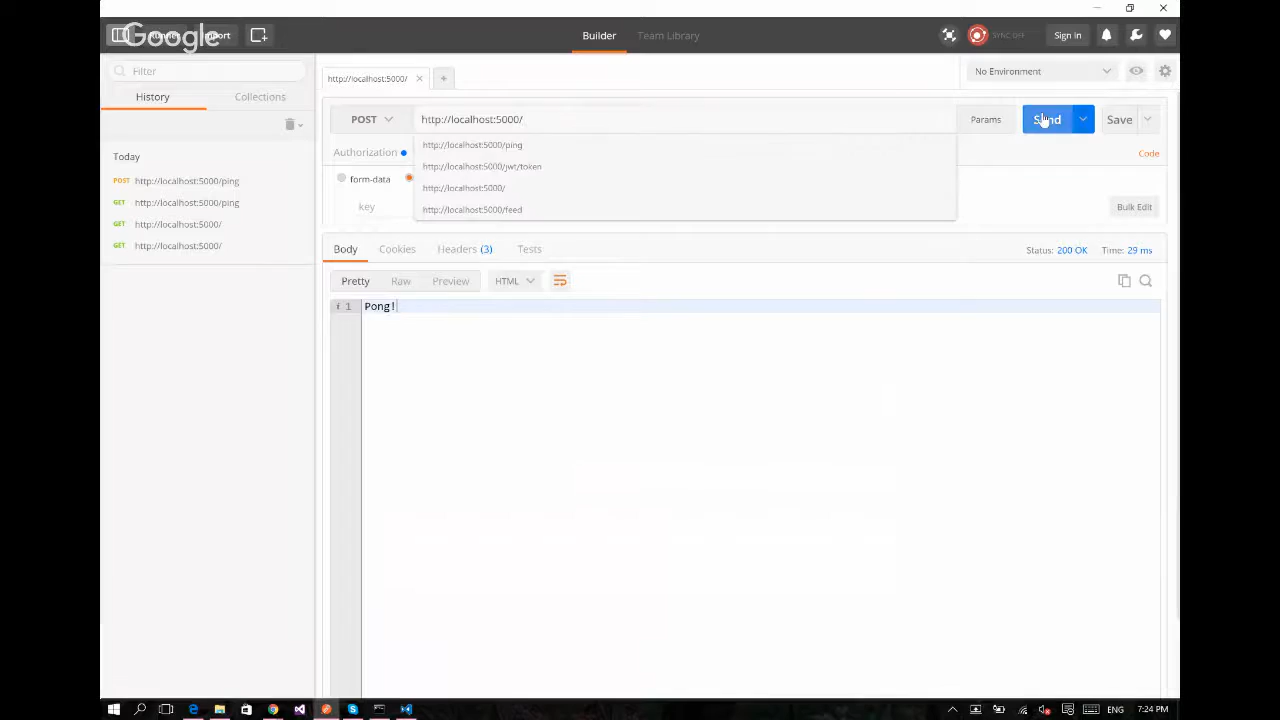 Google
Import
Builder
Team Library
SYNC OFF
Sign in
http://localhost:5000/
No Environment
Filter
History
Collections
Today
POST http://localhost:5000/ping
GET http://localhost:5000/ping
GET http://localhost:5000/
GET http://localhost:5000/
POST
http://localhost:5000/
Params
Send
Save
http://localhost:5000/ping
http://localhost:5000/jwt/token
http://localhost:5000/
http://localhost:5000/feed
Authorization
Code
form-data
key
Bulk Edit
Body
Cookies
Headers (3)
Tests
Status: 200 OK
Time: 29 ms
Pretty
Raw
Preview
HTML
i 1
Pong!
ENG
7:24 PM